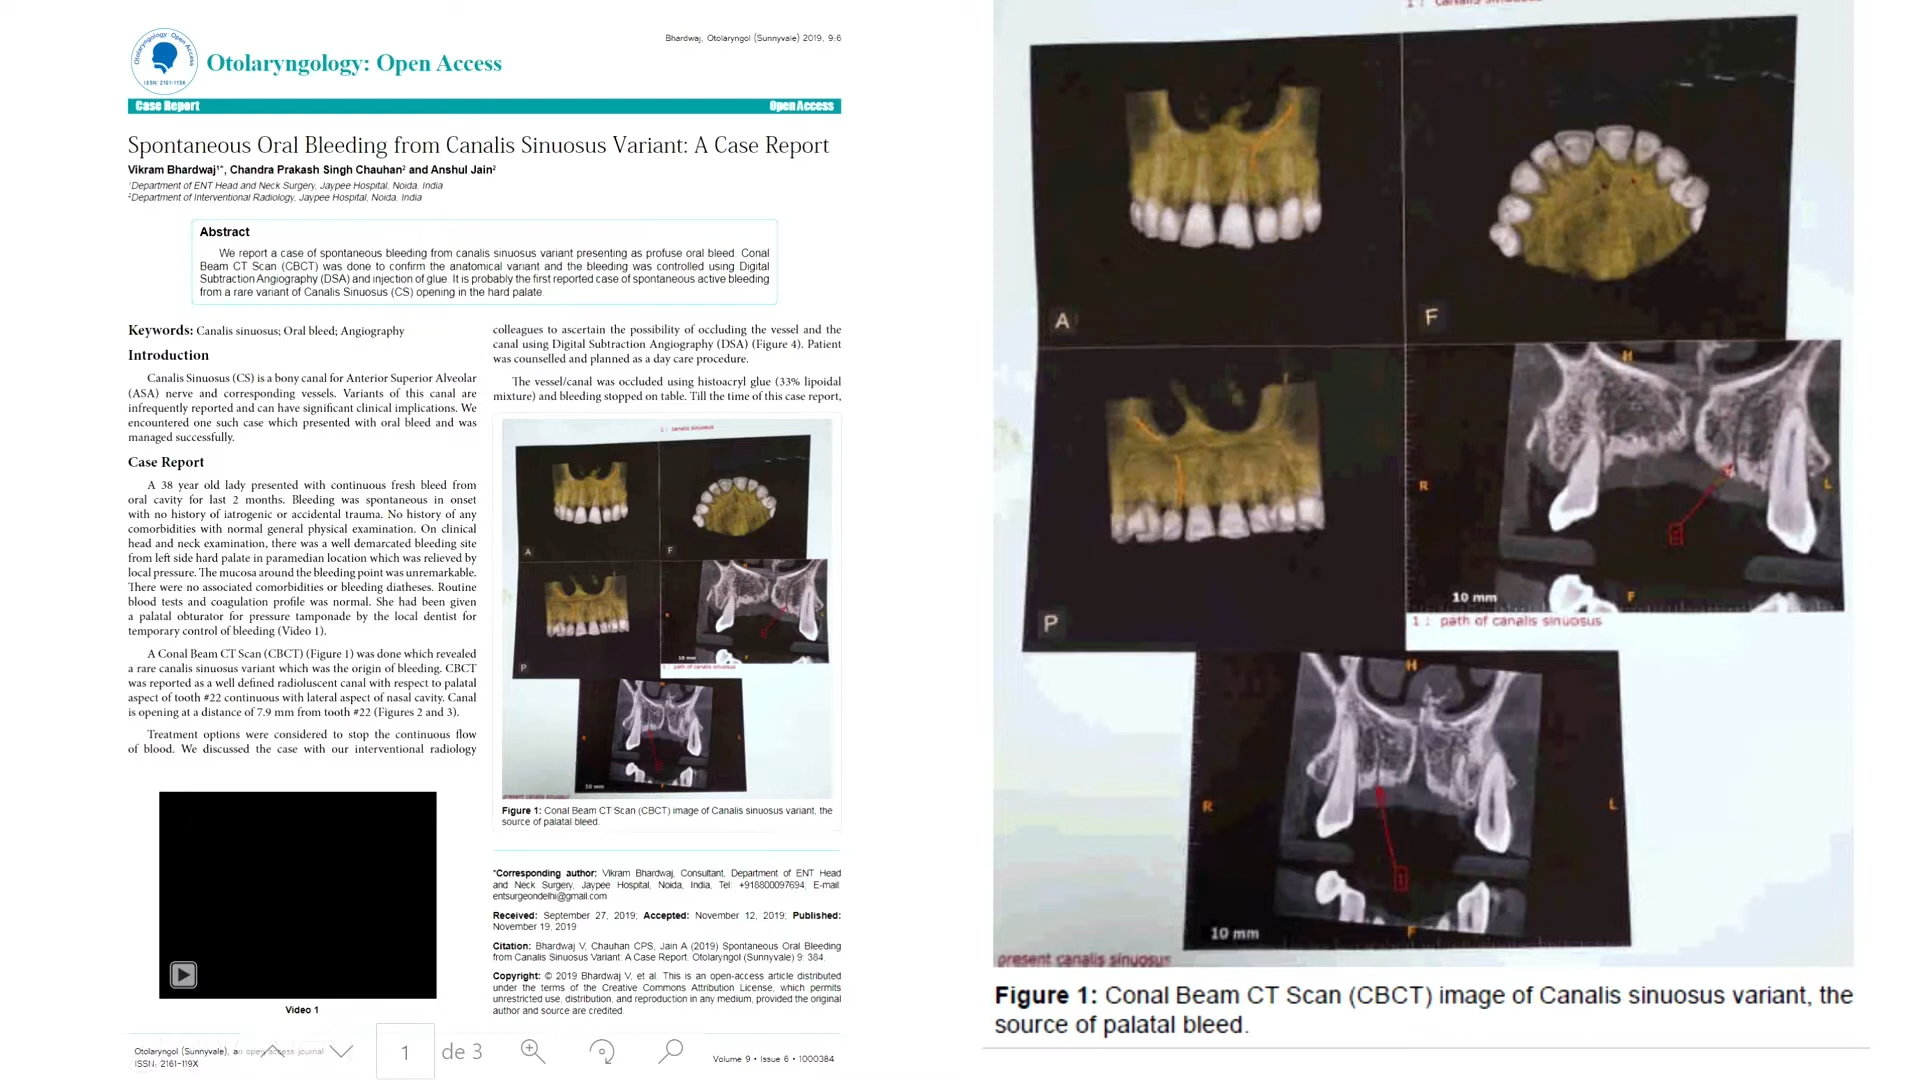 Bhardwaj, Otolaryngol (Sunnyvale) 2019, 9:6
Otolaryngology: Open Access
ISSN: 2161-119X
Otolaryngology: Open Access
Case Report
Open Access
Spontaneous Oral Bleeding from Canalis Sinuosus Variant: A Case Report
Vikram Bhardwaj¹*, Chandra Prakash Singh Chauhan² and Anshul Jain²
¹Department of ENT Head and Neck Surgery, Jaypee Hospital, Noida, India
²Department of Interventional Radiology, Jaypee Hospital, Noida, India
Abstract
We report a case of spontaneous bleeding from canalis sinuosus variant presenting as profuse oral bleed. Conal
Beam CT Scan (CBCT) was done to confirm the anatomical variant and the bleeding was controlled using Digital
Subtraction Angiography (DSA) and injection of glue. It is probably the first reported case of spontaneous active bleeding
from a rare variant of Canalis Sinuosus (CS) opening in the hard palate.
Keywords: Canalis sinuosus; Oral bleed; Angiography
Introduction
Canalis Sinuosus (CS) is a bony canal for Anterior Superior Alveolar
(ASA) nerve and corresponding vessels. Variants of this canal are
infrequently reported and can have significant clinical implications. We
encountered one such case which presented with oral bleed and was
managed successfully.
Case Report
A 38 year old lady presented with continuous fresh bleed from
oral cavity for last 2 months. Bleeding was spontaneous in onset
with no history of iatrogenic or accidental trauma. No history of any
comorbidities with normal general physical examination. On clinical
head and neck examination, there was a well demarcated bleeding site
from left side hard palate in paramedian location which was relieved by
local pressure. The mucosa around the bleeding point was unremarkable.
There were no associated comorbidities or bleeding diatheses. Routine
blood tests and coagulation profile was normal. She had been given
a palatal obturator for pressure tamponade by the local dentist for
temporary control of bleeding (Video 1).
A Conal Beam CT Scan (CBCT) (Figure 1) was done which revealed
a rare canalis sinuosus variant which was the origin of bleeding. CBCT
was reported as a well defined radioluscent canal with respect to palatal
aspect of tooth #22 continuous with lateral aspect of nasal cavity. Canal
is opening at a distance of 7.9 mm from tooth #22 (Figures 2 and 3).
Treatment options were considered to stop the continuous flow
of blood. We discussed the case with our interventional radiology
Video 1
colleagues to ascertain the possibility of occluding the vessel and the
canal using Digital Subtraction Angiography (DSA) (Figure 4). Patient
was counselled and planned as a day care procedure.
The vessel/canal was occluded using histoacryl glue (33% lipoidal
mixture) and bleeding stopped on table. Till the time of this case report,
1 : canalis sinuosus
A
F
P
H
R
10 mm
F
1 : path of canalis sinuosus
H
R
L
10 mm
F
present canalis sinuosus
Figure 1: Conal Beam CT Scan (CBCT) image of Canalis sinuosus variant, the
source of palatal bleed.
*Corresponding author: Vikram Bhardwaj, Consultant, Department of ENT Head
and Neck Surgery, Jaypee Hospital, Noida, India, Tel: +918800097694; E-mail:
entsurgeondelhi@gmail.com
Received: September 27, 2019; Accepted: November 12, 2019; Published:
November 19, 2019
Citation: Bhardwaj V, Chauhan CPS, Jain A (2019) Spontaneous Oral Bleeding
from Canalis Sinuosus Variant: A Case Report. Otolaryngol (Sunnyvale) 9: 384.
Copyright: © 2019 Bhardwaj V, et al. This is an open-access article distributed
under the terms of the Creative Commons Attribution License, which permits
unrestricted use, distribution, and reproduction in any medium, provided the original
author and source are credited.
Otolaryngol (Sunnyvale), an open access journal
ISSN: 2161-119X
1 de 3
Volume 9 • Issue 6 • 1000384
1 : canalis sinuosus
A
F
P
H
R
L
10 mm
F
1 : path of canalis sinuosus
H
R
L
1
10 mm
F
present canalis sinuosus
Figure 1: Conal Beam CT Scan (CBCT) image of Canalis sinuosus variant, the
source of palatal bleed.